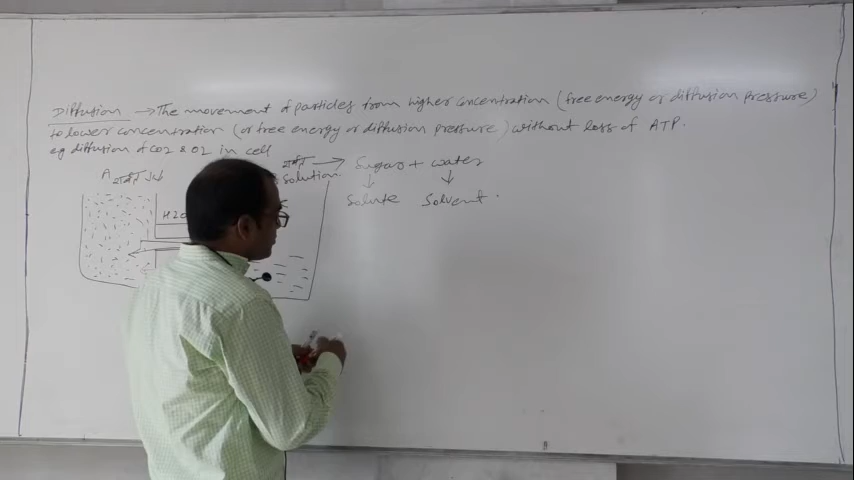 Diffusion → The movement of particles from higher concentration (free energy or diffusion pressure)
to lower concentration (or free energy or diffusion pressure) without loss of ATP.
eg diffusion of CO2 & O2 in cell
Solution → Sugar + water
↓ ↓
Solute Solvent.
A
H2O